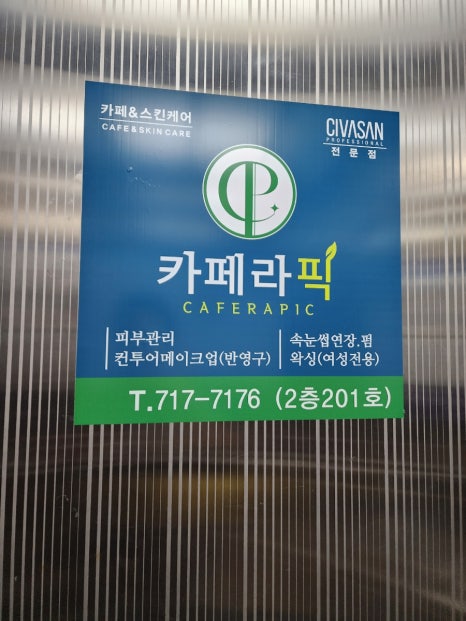 카페&스킨케어
CAFE&SKIN CARE
CIVASAN
PROFESSIONAL
전문점
카페라픽
CAFERAPIC
피부관리
컨투어메이크업(반영구)
속눈썹연장.펌
왁싱(여성전용)
T.717-7176 (2층201호)